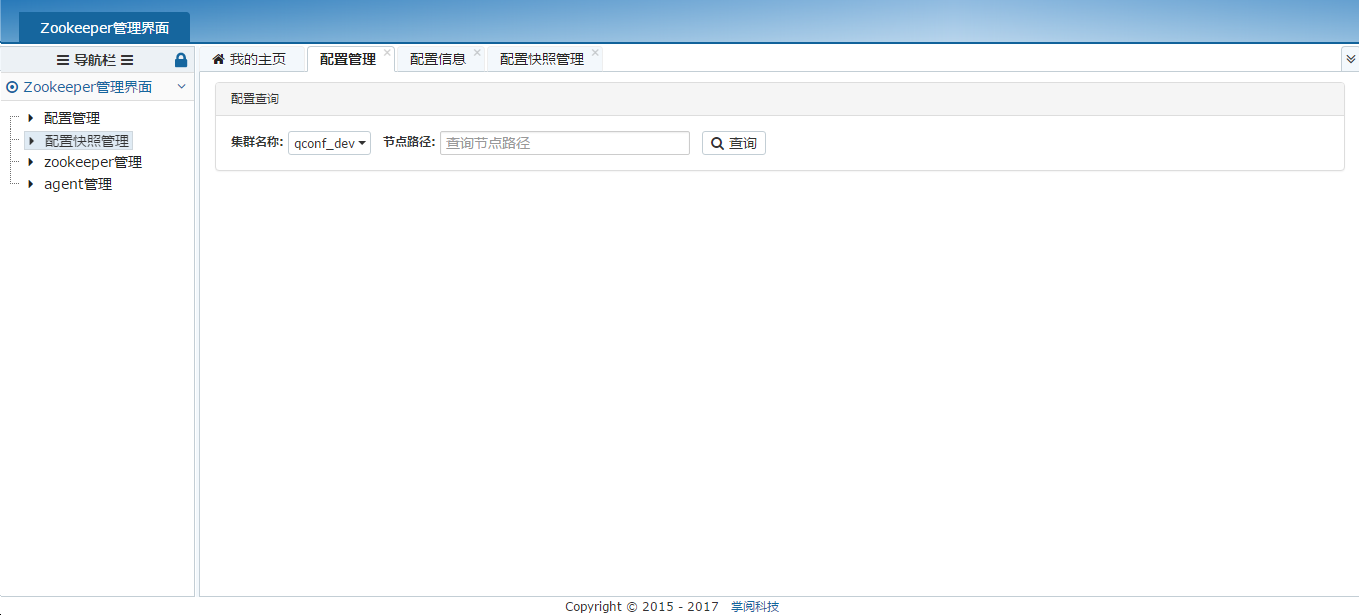 Zookeeper管理界面
导航栏
我的主页 配置管理 配置信息 配置快照管理
Zookeeper管理界面
配置查询
配置管理
配置快照管理
zookeeper管理
agent管理
集群名称: qconf_dev 节点路径: 查询节点路径 查询
Copyright © 2015 - 2017 掌阅科技